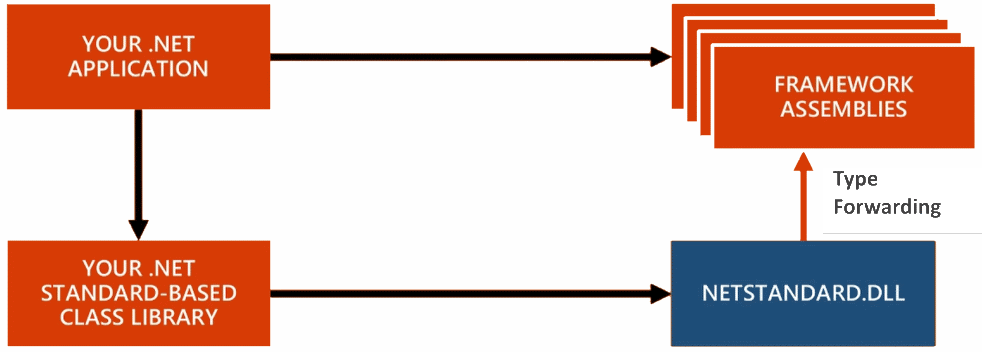 YOUR .NET
APPLICATION
FRAMEWORK
ASSEMBLIES
Type
Forwarding
YOUR .NET
STANDARD-BASED
CLASS LIBRARY
NETSTANDARD.DLL